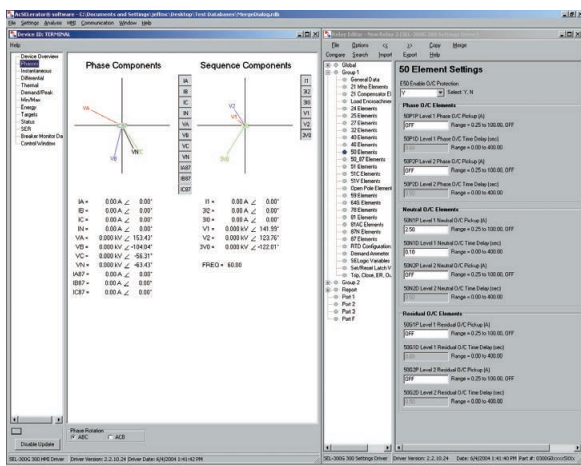 AcSELerator® software - C:\Documents and Settings\jeffins\Desktop\Test Databases\MergeDialog.rdb
File Settings Analysis HMI Communication Window Help
Device ID: TERMINAL
Help
Device Overview
Phasors
Instantaneous
Differential
Thermal
Demand/Peak
Min/Max
Energy
Targets
Status
SER
Breaker Monitor Da
Control Window
Phase Components
Sequence Components
VA
VB
VNC
V2
V1
3V0
IA
IB
IC
IN
VA
VB
VC
VN
IA87
IB87
IC87
I1
3I2
3I0
V1
V2
3V0
IA = 0.00 A ∠ 0.00°
IB = 0.00 A ∠ 0.00°
IC = 0.00 A ∠ 0.00°
IN = 0.00 A ∠ 0.00°
VA = 0.000 kV ∠ 153.43°
VB = 0.000 kV ∠ -104.04°
VC = 0.000 kV ∠ -56.31°
VN = 0.000 kV ∠ -63.43°
IA87 = 0.00 A ∠ 0.00°
IB87 = 0.00 A ∠ 0.00°
IC87 = 0.00 A ∠ 0.00°
I1 = 0.00 A ∠ 0.00°
3I2 = 0.00 A ∠ 0.00°
3I0 = 0.00 A ∠ 0.00°
V1 = 0.000 kV ∠ 141.99°
V2 = 0.000 kV ∠ 123.76°
3V0 = 0.000 kV ∠ -122.01°
FREQ = 60.00
Disable Update
Phase Rotation
ABC ACB
SEL-300G 300 HMI Driver Driver Version: 2.2.10.24 Driver Date: 6/4/2004 1:41:42 PM
File Options << >> Copy Merge
Compare Search Import Export Help
Global
Group 1
General Data
21 Mho Elements
21 Compensator El
Load Encroachmen
24 Elements
25 Elements
27 Elements
32 Elements
40 Elements
46 Elements
50 Elements
50_87 Elements
51 Elements
51C Elements
51V Elements
Open Pole Element
59 Elements
64G Elements
78 Elements
81 Elements
81AC Elements
87N Elements
87 Elements
RTD Configuration
Demand Ammeter
SELogic Variables
Set/Reset Latch V
Trip, Close, ER, Ou
Group 2
Report
Port 1
Port 2
Port 3
Port F
50 Element Settings
E50 Enable O/C Protection
Y Select: Y, N
Phase O/C Elements
50P1P Level 1 Phase O/C Pickup (A)
OFF Range = 0.25 to 100.00, OFF
50P1D Level 1 Phase O/C Time Delay (sec)
Range = 0.00 to 400.00
50P2P Level 2 Phase O/C Pickup (A)
OFF Range = 0.25 to 100.00, OFF
50P2D Level 2 Phase O/C Time Delay (sec)
Range = 0.00 to 400.00
Neutral O/C Elements
50N1P Level 1 Neutral O/C Pickup (A)
2.50 Range = 0.25 to 100.00, OFF
50N1D Level 1 Neutral O/C Time Delay (sec)
0.10 Range = 0.00 to 400.00
50N2P Level 2 Neutral O/C Pickup (A)
OFF Range = 0.25 to 100.00, OFF
50N2D Level 2 Neutral O/C Time Delay (sec)
Range = 0.00 to 400.00
Residual O/C Elements
50G1P Level 1 Residual O/C Pickup (A)
OFF Range = 0.25 to 100.00, OFF
50G1D Level 1 Residual O/C Time Delay (sec)
Range = 0.00 to 400.00
50G2P Level 2 Residual O/C Pickup (A)
OFF Range = 0.25 to 100.00, OFF
50G2D Level 2 Residual O/C Time Delay (sec)
Range = 0.00 to 400.00
SEL-300G 300 Settings Driver Driver Version: 2.2.10.24 Date: 6/4/2004 1:41:40 PM Part #: